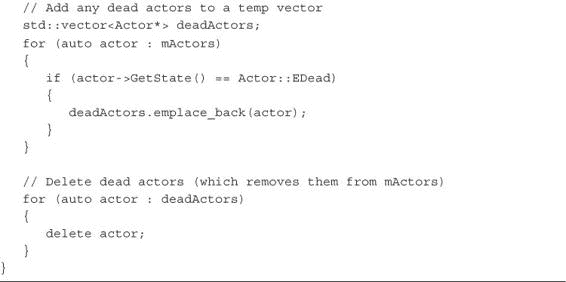 // Add any dead actors to a temp vector
std::vector<Actor*> deadActors;
for (auto actor : mActors)
{
if (actor->GetState() == Actor::EDead)
{
deadActors.emplace_back(actor);
}
}
// Delete dead actors (which removes them from mActors)
for (auto actor : deadActors)
{
delete actor;
}
}